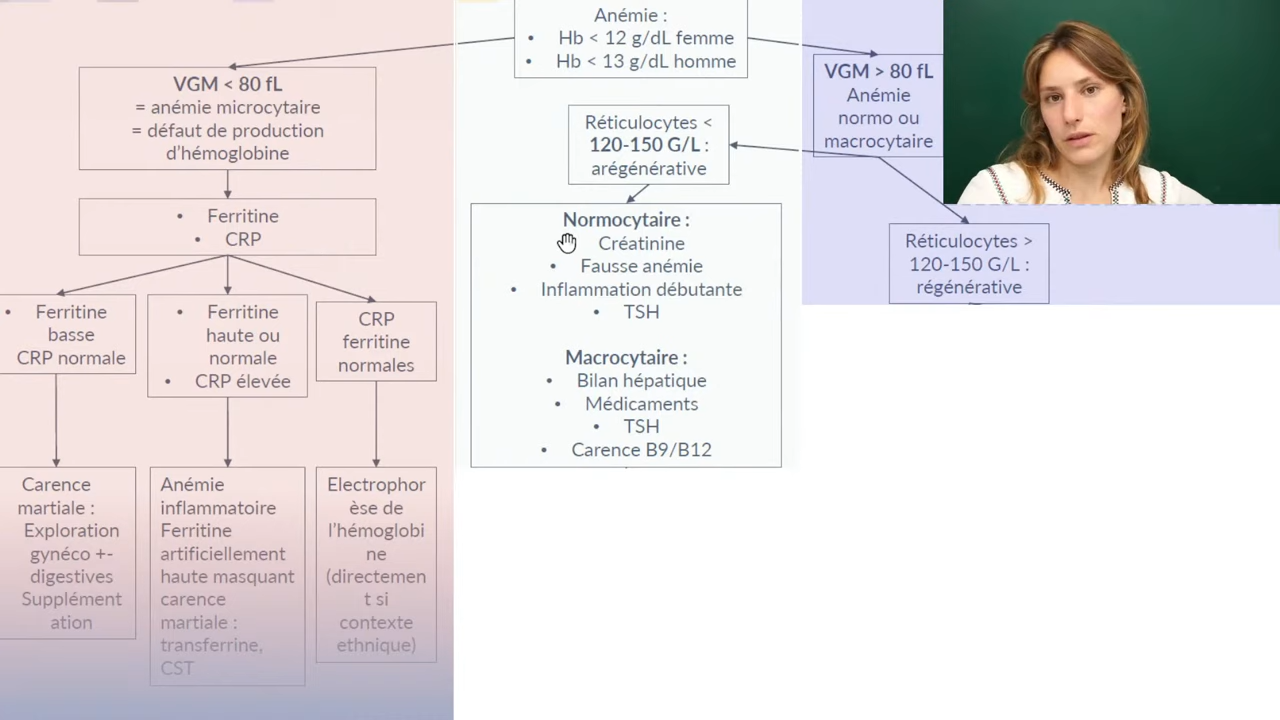 Anémie :
• Hb < 12 g/dL femme
• Hb < 13 g/dL homme
VGM < 80 fL
= anémie microcytaire
= défaut de production
d’hémoglobine
• Ferritine
• CRP
• Ferritine
basse
CRP normale
• Ferritine
haute ou
normale
• CRP élevée
CRP
ferritine
normales
Carence
martiale :
Exploration
gynéco +-
digestives
Supplément
ation
Anémie
inflammatoire
Ferritine
artificiellement
haute masquant
carence
martiale :
transferrine,
CST
Electrophor
èse de
l’hémoglobi
ne
(directemen
t si
contexte
ethnique)
Réticulocytes <
120-150 G/L :
arégénérative
Normocytaire :
• Créatinine
• Fausse anémie
• Inflammation débutante
• TSH
Macrocytaire :
• Bilan hépatique
• Médicaments
• TSH
• Carence B9/B12
VGM > 80 fL
Anémie
normo ou
macrocytaire
Réticulocytes >
120-150 G/L :
régénérative